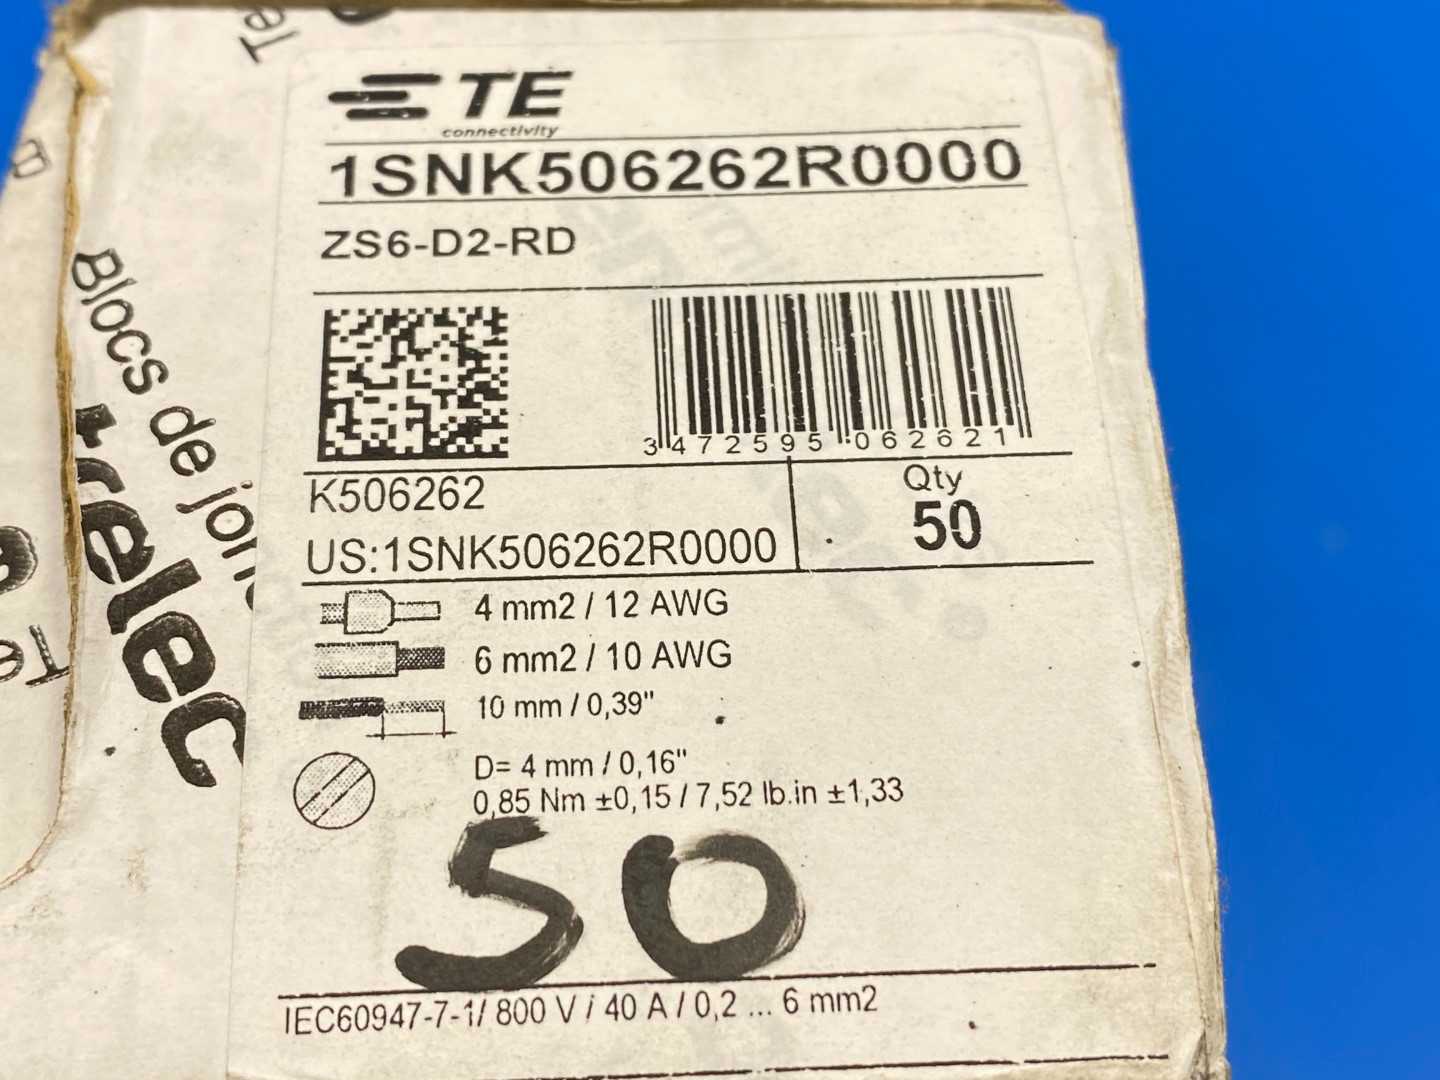 TE
connectivity
1SNK506262R0000
ZS6-D2-RD
3 472595 062621
K506262
US:1SNK506262R0000
Qty
50
4 mm2 / 12 AWG
6 mm2 / 10 AWG
10 mm / 0,39"
D= 4 mm / 0,16"
0,85 Nm ±0,15 / 7,52 lb.in ±1,33
50
IEC60947-7-1/ 800 V / 40 A / 0,2 ... 6 mm2
Blocs de
relec
Te
Te